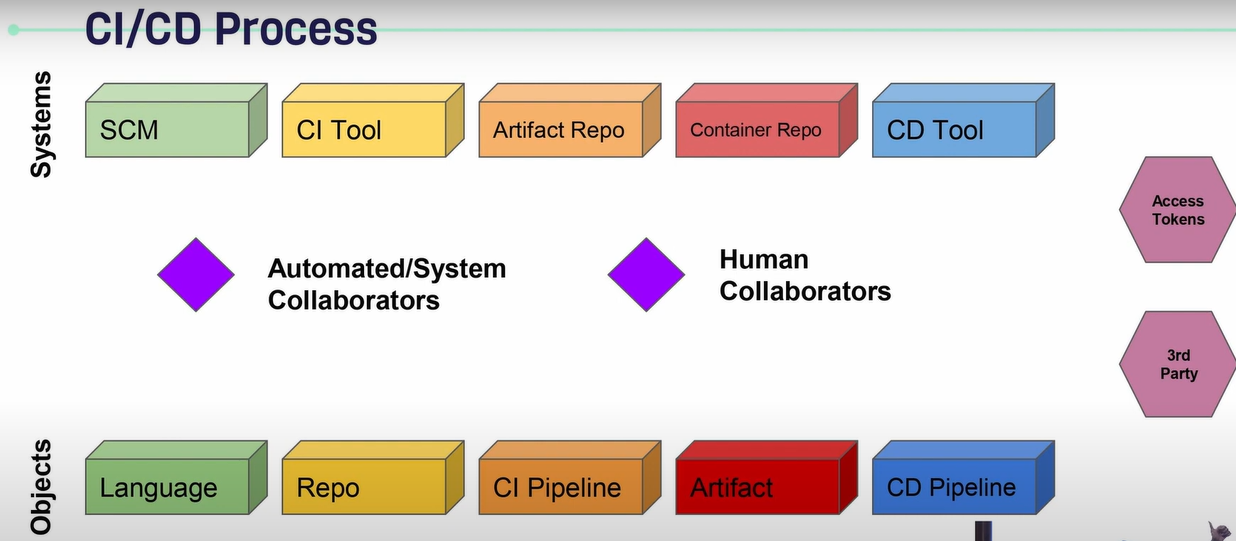 CI/CD Process
Systems
SCM
CI Tool
Artifact Repo
Container Repo
CD Tool
Access
Tokens
Automated/System
Collaborators
Human
Collaborators
3rd
Party
Objects
Language
Repo
CI Pipeline
Artifact
CD Pipeline